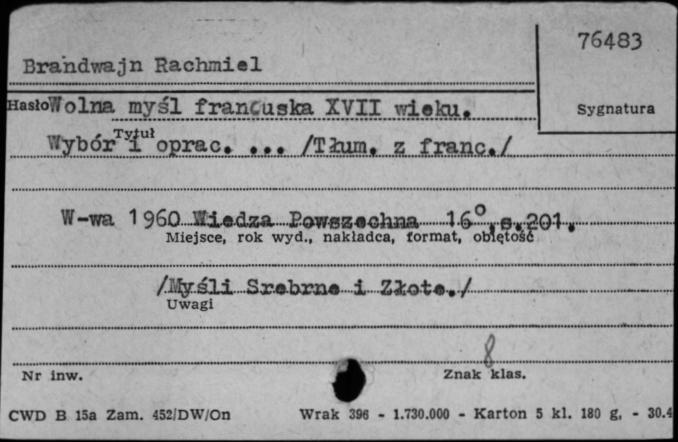 76483
Brandwajn Rachmiel
Hasło Wolna myśl francuska XVII wieku.
Sygnatura
Tytuł
Wybór i oprac. ... /Tłum. z franc./
W-wa 1960 Wiedza Powszechna 16°, s.201.
Miejsce, rok wyd., nakładca, format, objętość
/Myśli Srebrne i Złote./
Uwagi
8
Nr inw.
Znak klas.
CWD B 15a Zam. 452/DW/On Wrak 396 - 1.730.000 - Karton 5 kl. 180 g. - 30.4